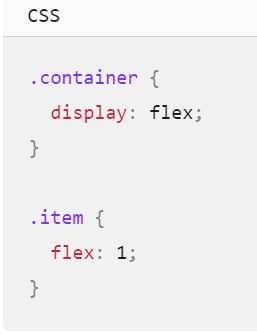 CSS
.container {
  display: flex;
}
.item {
  flex: 1;
}